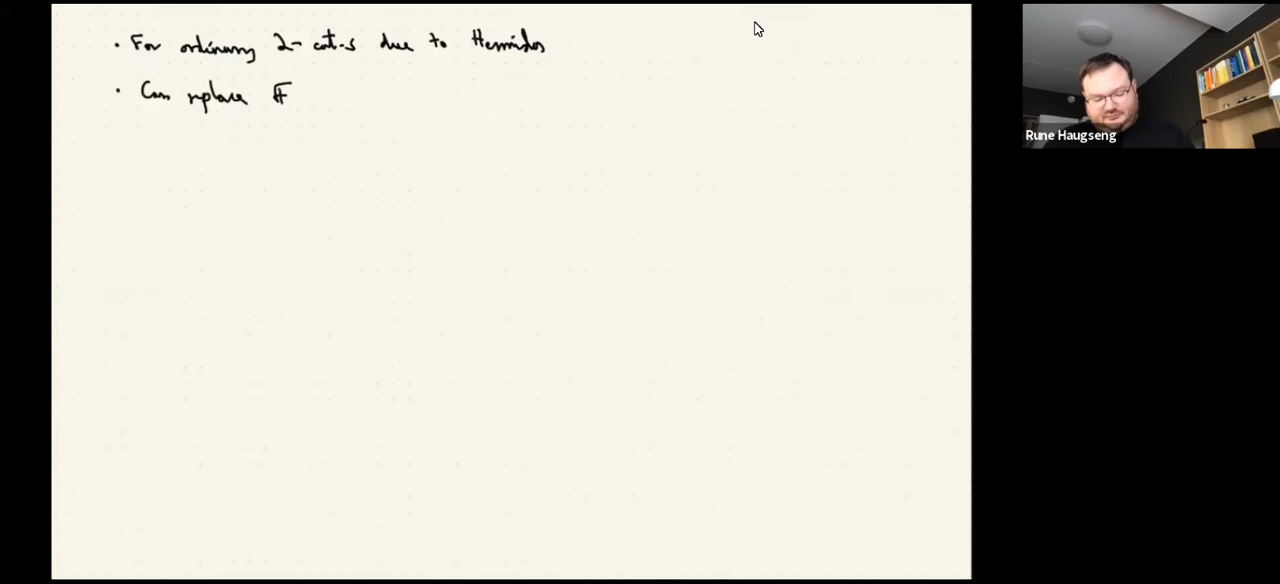 • For ordinary 2-cat.s due to Hermida
• Can replace 𝔽
Rune Haugseng